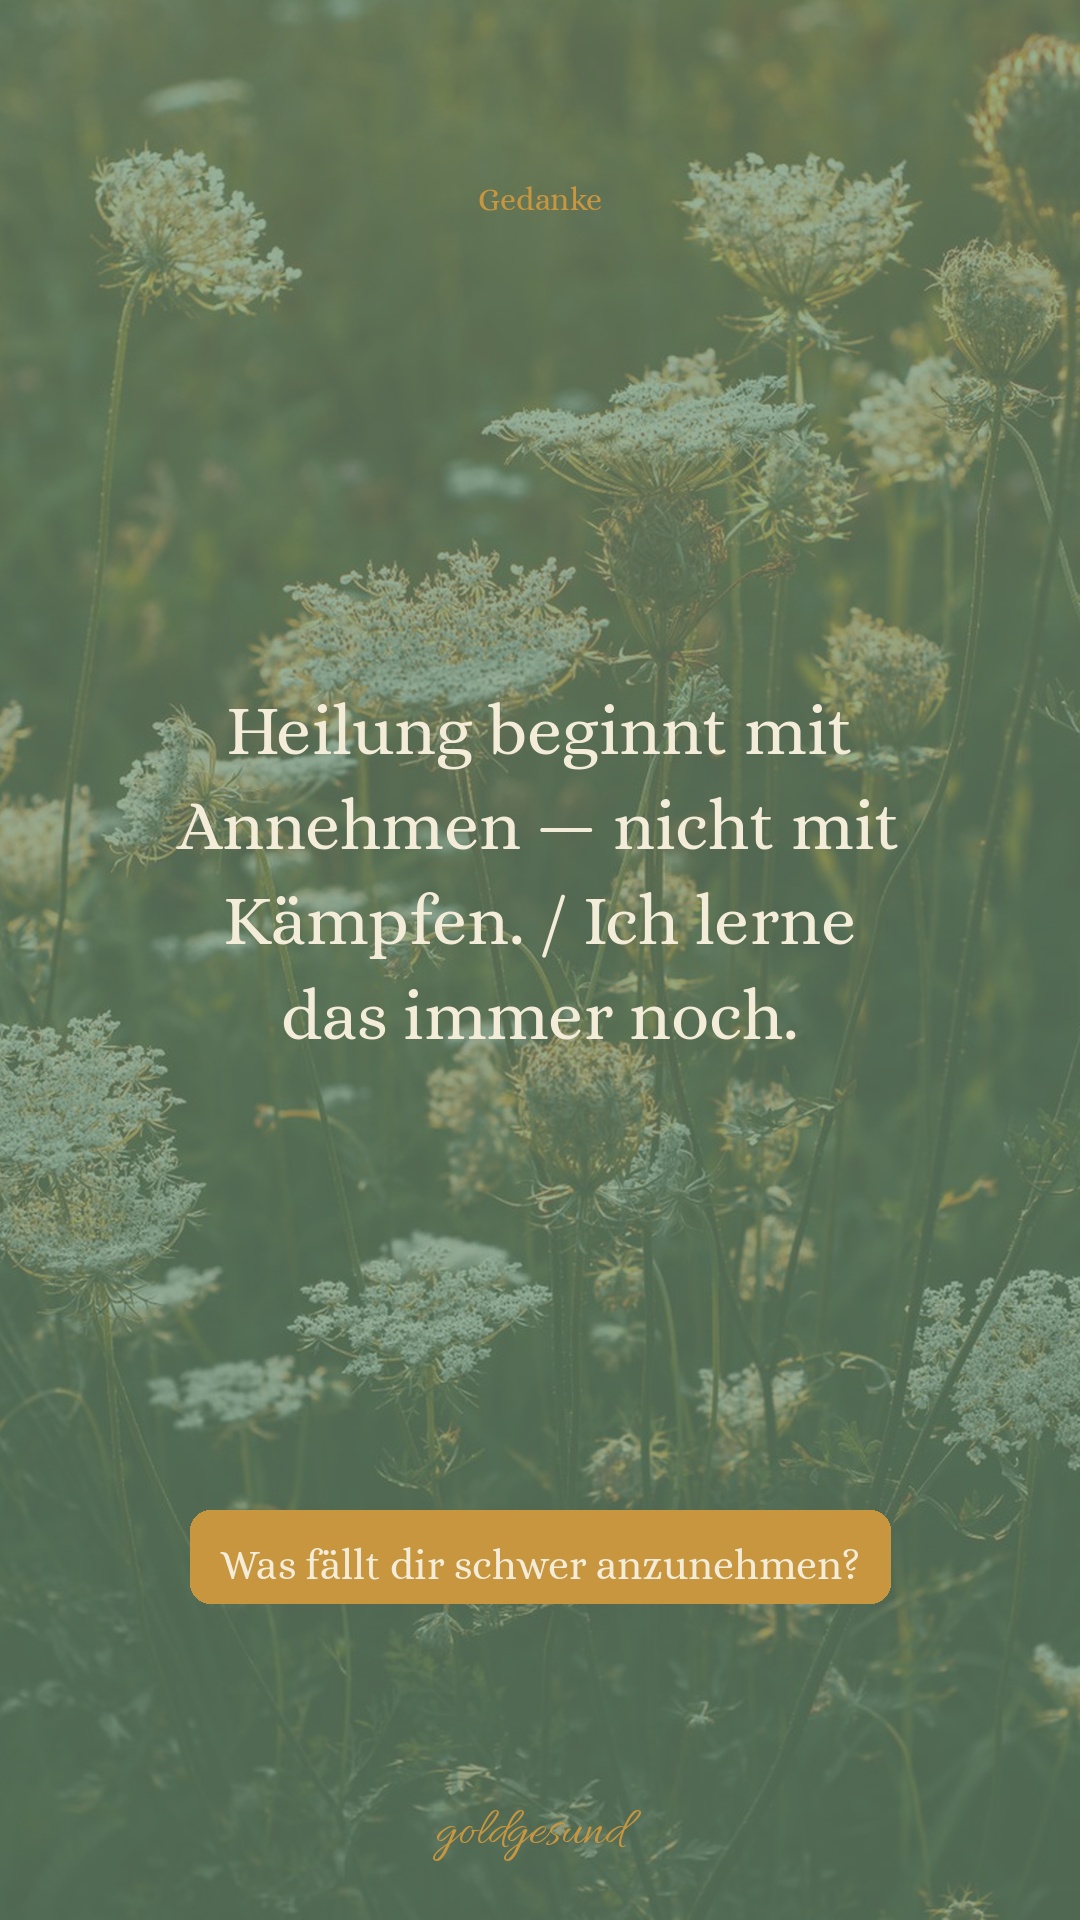 Gedanke
Heilung beginnt mit
Annehmen — nicht mit
Kämpfen. / Ich lerne
das immer noch.
Was fällt dir schwer anzunehmen?
goldgesund